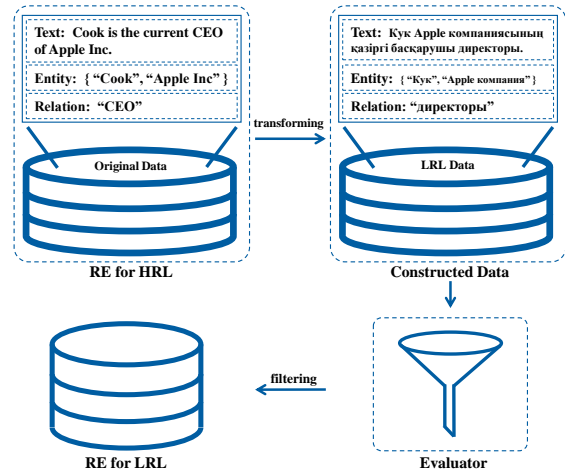 Text: Cook is the current CEO
of Apple Inc.
Entity: { “Cook”, “Apple Inc” }
Relation: “CEO”
Original Data
RE for HRL
transforming
Text: Кук Apple компаниясының
қазіргі басқарушы директоры.
Entity: { “Кук”, “Apple компания” }
Relation: “директоры”
LRL Data
Constructed Data
RE for LRL
filtering
Evaluator